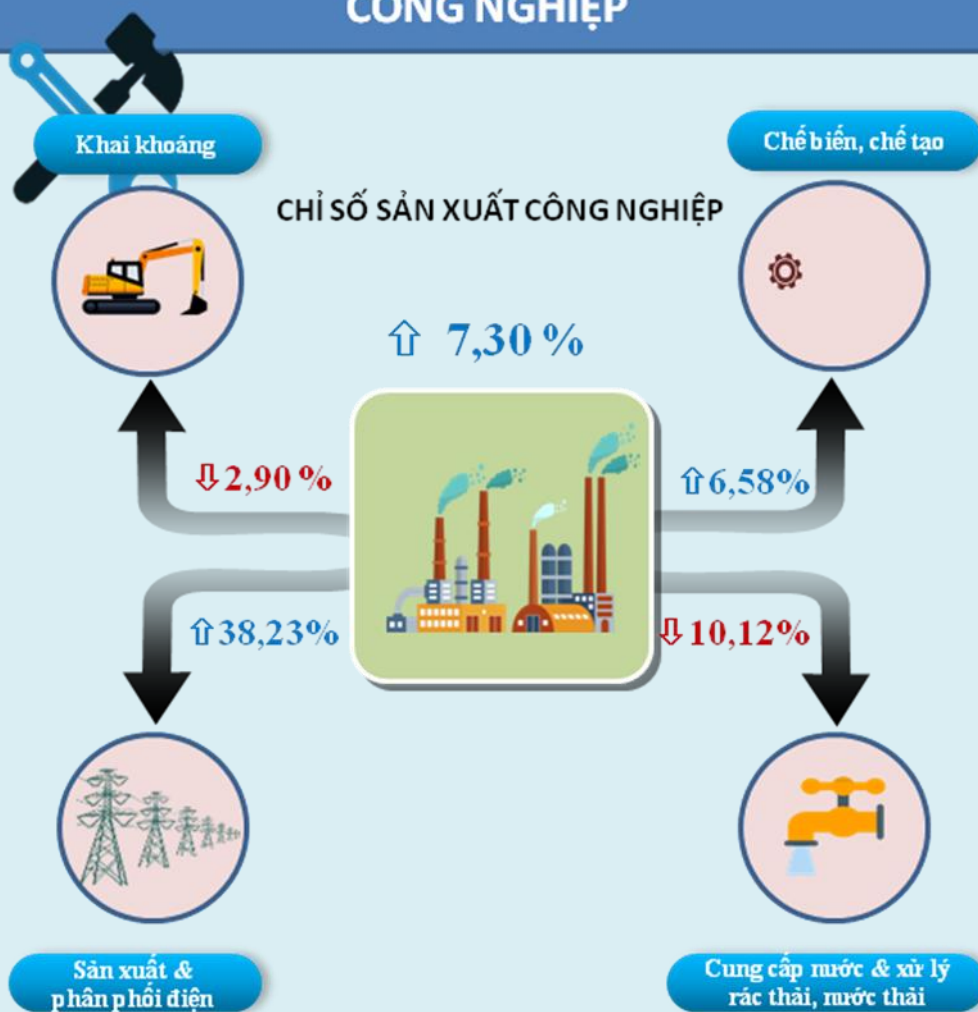 CÔNG NGHIỆP
Khai khoáng
Chế biến, chế tạo
CHỈ SỐ SẢN XUẤT CÔNG NGHIỆP
⇧ 7,30 %
⇩2,90 %
⇧6,58%
⇧38,23%
⇩10,12%
Sản xuất &
phân phối điện
Cung cấp nước & xử lý
rác thải, nước thải